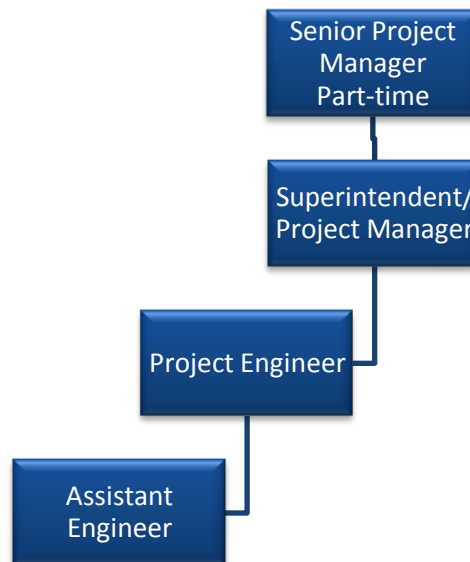 Senior Project
Manager
Part-time
Superintendent/
Project Manager
Project Engineer
Assistant
Engineer